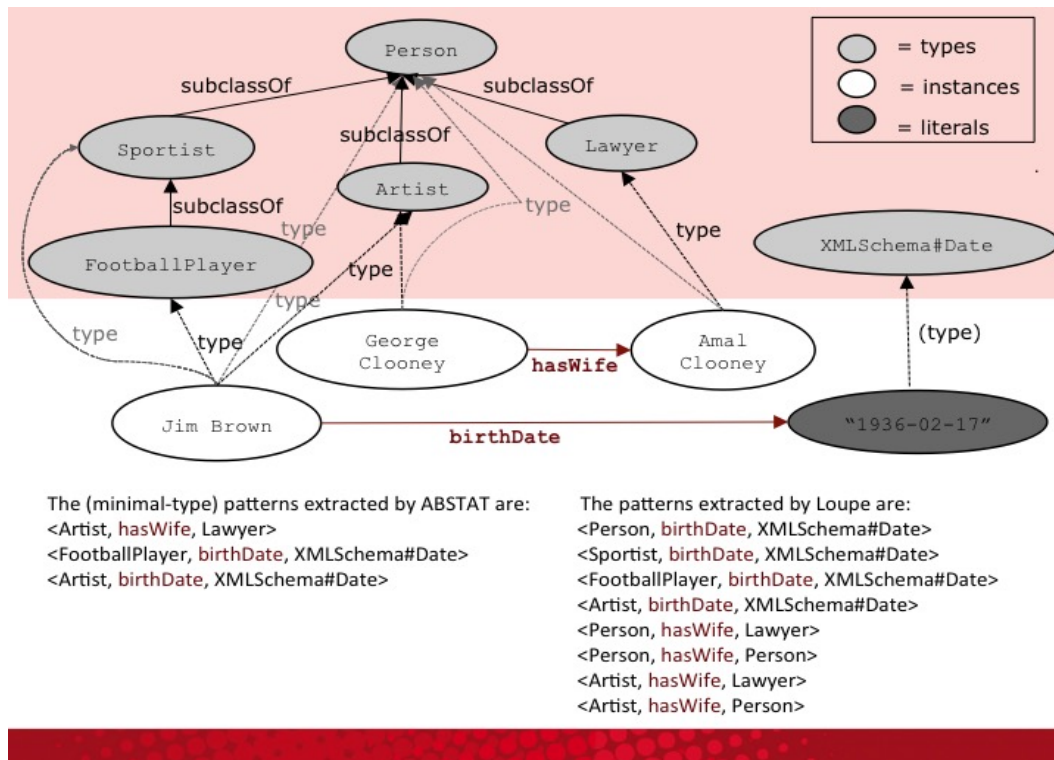 Person
= types
= instances
= literals
subclassOf
subclassOf
subclassOf
Sportist
Lawyer
Artist
subclassOf
type
type
type
XMLSchema#Date
FootballPlayer
type
type
type
type
(type)
George
Clooney
Amal
Clooney
hasWife
Jim Brown
"1936-02-17"
birthDate
The (minimal-type) patterns extracted by ABSTAT are:
<Artist, hasWife, Lawyer>
<FootballPlayer, birthDate, XMLSchema#Date>
<Artist, birthDate, XMLSchema#Date>
The patterns extracted by Loupe are:
<Person, birthDate, XMLSchema#Date>
<Sportist, birthDate, XMLSchema#Date>
<FootballPlayer, birthDate, XMLSchema#Date>
<Artist, birthDate, XMLSchema#Date>
<Person, hasWife, Lawyer>
<Person, hasWife, Person>
<Artist, hasWife, Lawyer>
<Artist, hasWife, Person>